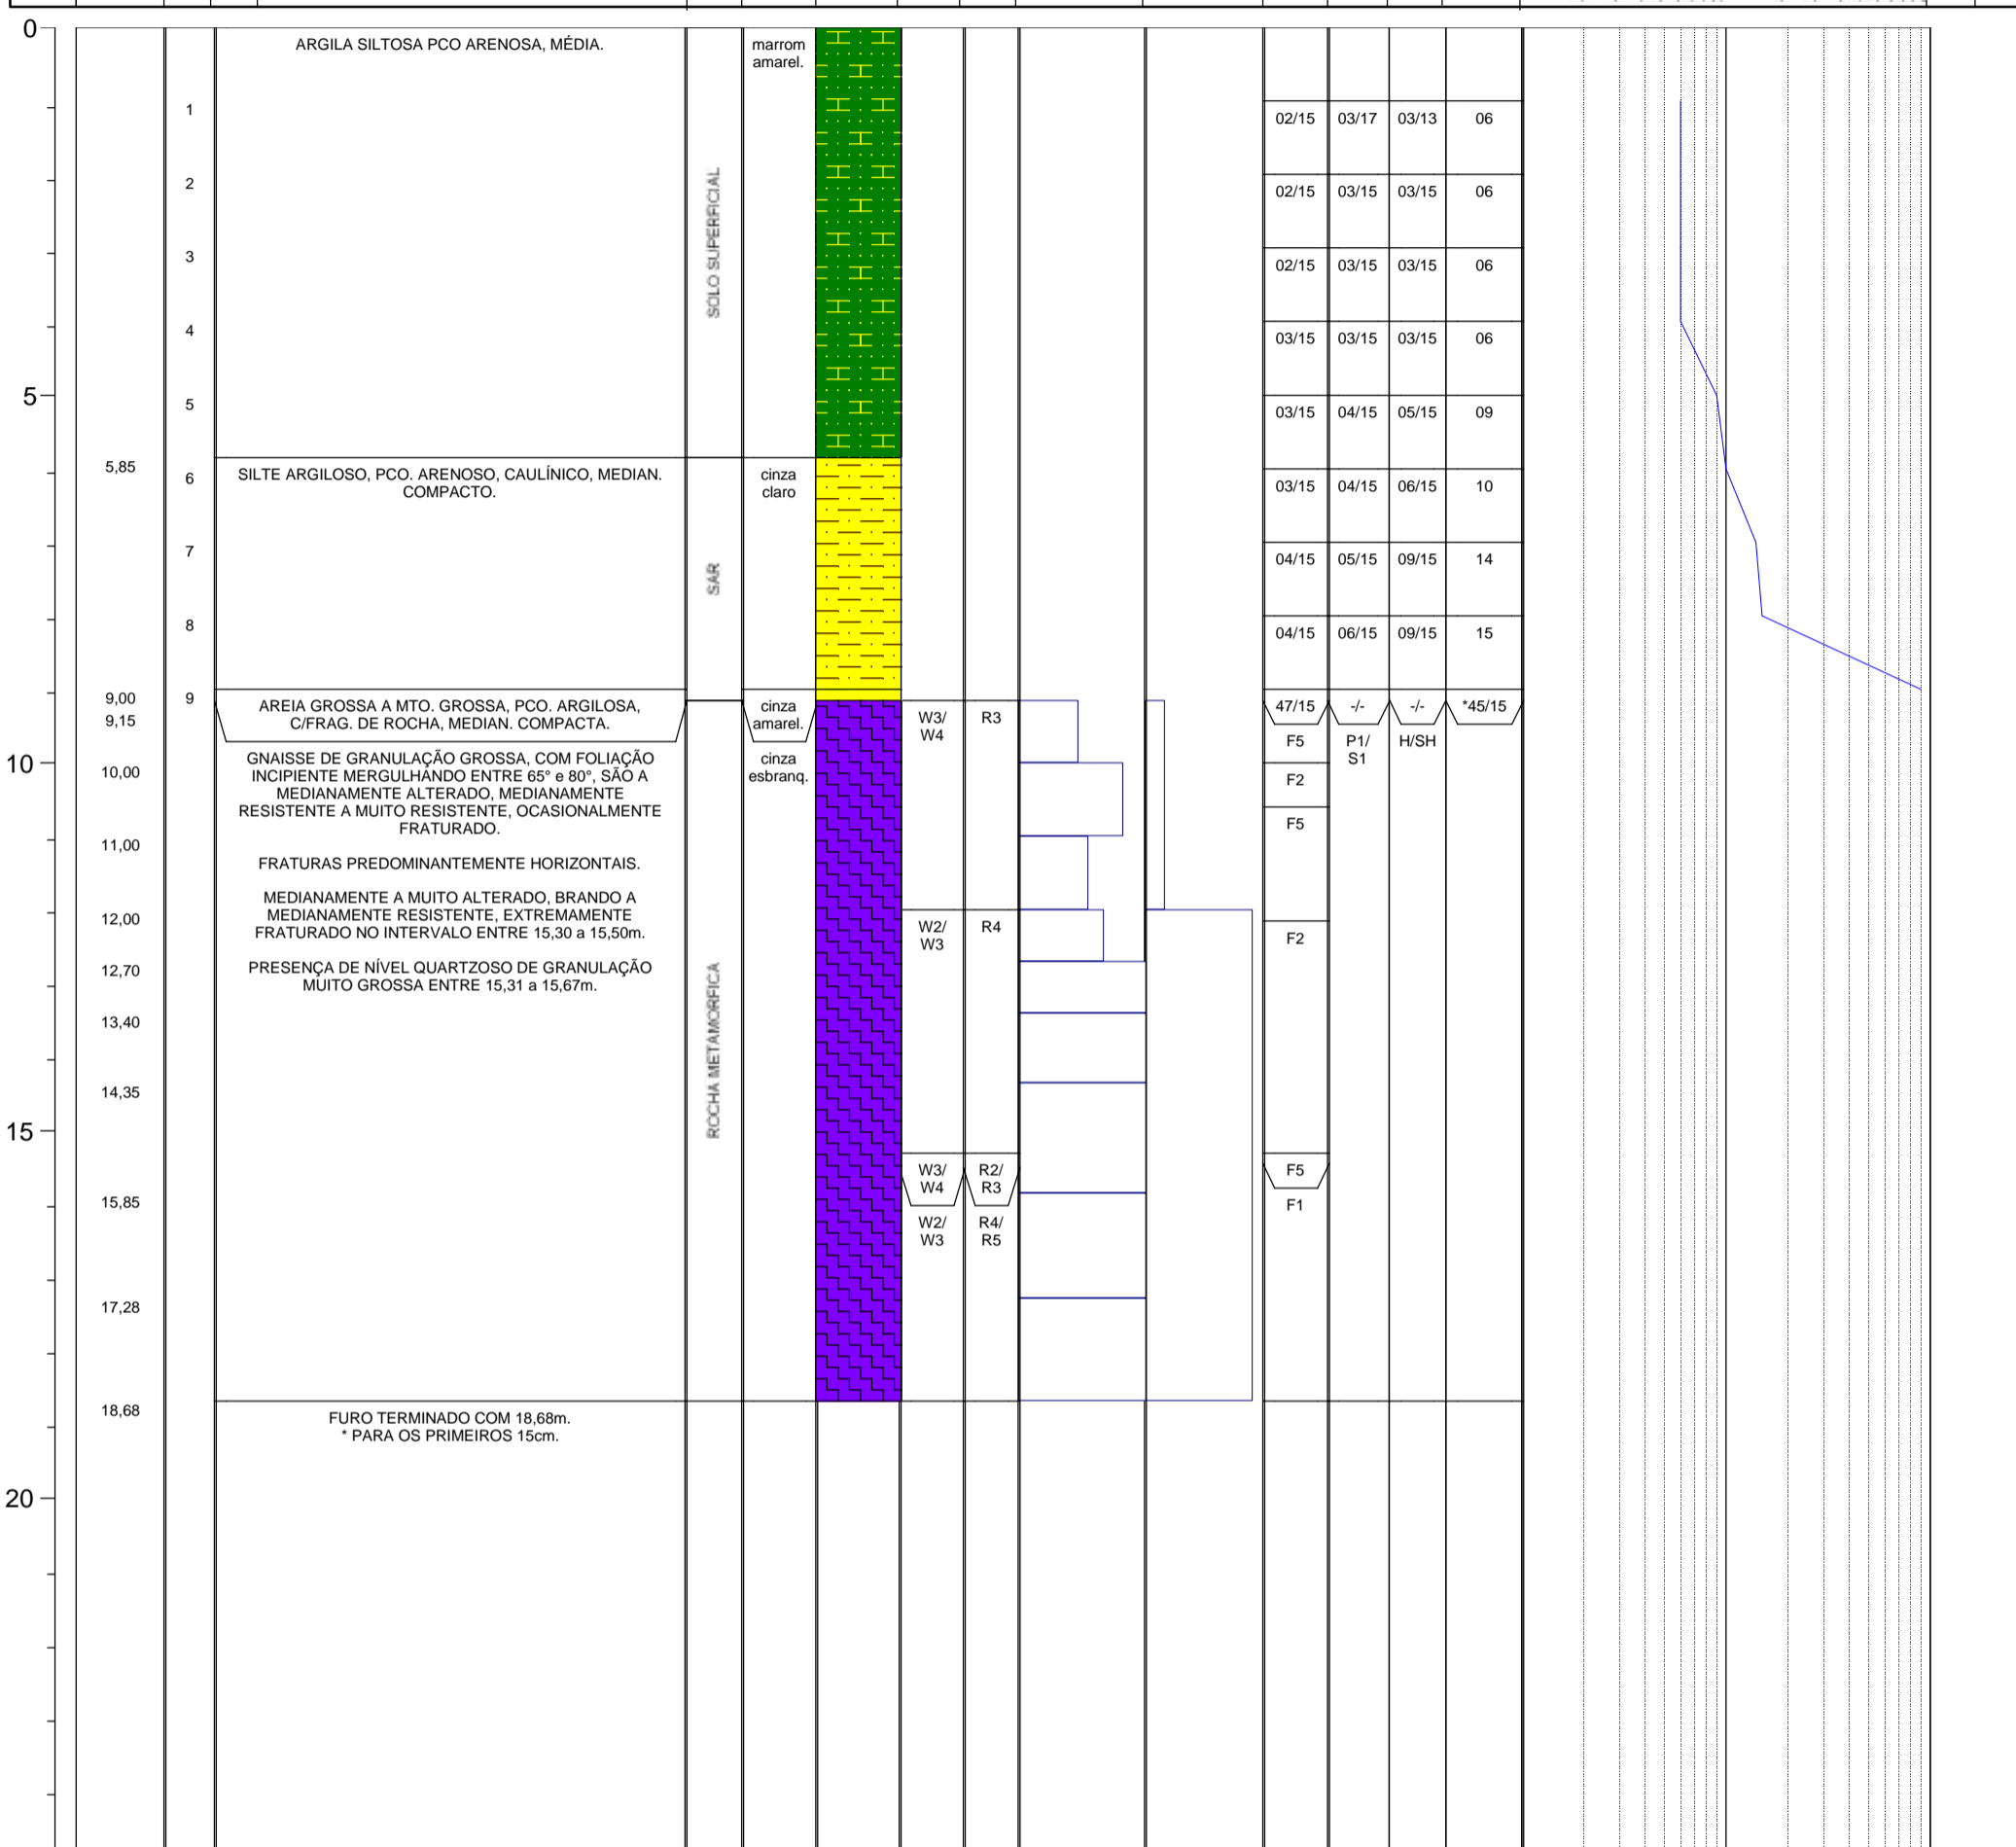 0
ARGILA SILTOSA PCO ARENOSA, MÉDIA.
marrom
amarel.
SOLO SUPERFICIAL
1
02/15 03/17 03/13 06
2
02/15 03/15 03/15 06
3
02/15 03/15 03/15 06
4
03/15 03/15 03/15 06
5
5
03/15 04/15 05/15 09
5,85
6
SILTE ARGILOSO, PCO. ARENOSO, CAULÍNICO, MEDIAN.
COMPACTO.
cinza
claro
SAR
03/15 04/15 06/15 10
7
04/15 05/15 09/15 14
8
04/15 06/15 09/15 15
9,00
9
9,15
AREIA GROSSA A MTO. GROSSA, PCO. ARGILOSA,
C/FRAG. DE ROCHA, MEDIAN. COMPACTA.
cinza
amarel.
W3/
W4
R3
47/15 -/- -/- *45/15
F5
P1/
S1
H/SH
10
10,00
GNAISSE DE GRANULAÇÃO GROSSA, COM FOLIAÇÃO
INCIPIENTE MERGULHANDO ENTRE 65° e 80°, SÃO A
MEDIANAMENTE ALTERADO, MEDIANAMENTE
RESISTENTE A MUITO RESISTENTE, OCASIONALMENTE
FRATURADO.
cinza
esbranq.
F2
F5
11,00
FRATURAS PREDOMINANTEMENTE HORIZONTAIS.
MEDIANAMENTE A MUITO ALTERADO, BRANDO A
MEDIANAMENTE RESISTENTE, EXTREMAMENTE
FRATURADO NO INTERVALO ENTRE 15,30 a 15,50m.
12,00
W2/
W3
R4
F2
12,70
PRESENÇA DE NÍVEL QUARTZOSO DE GRANULAÇÃO
MUITO GROSSA ENTRE 15,31 a 15,67m.
ROCHA METAMORFICA
13,40
14,35
15
W3/
W4
R2/
R3
F5
15,85
F1
W2/
W3
R4/
R5
17,28
18,68
FURO TERMINADO COM 18,68m.
* PARA OS PRIMEIROS 15cm.
20